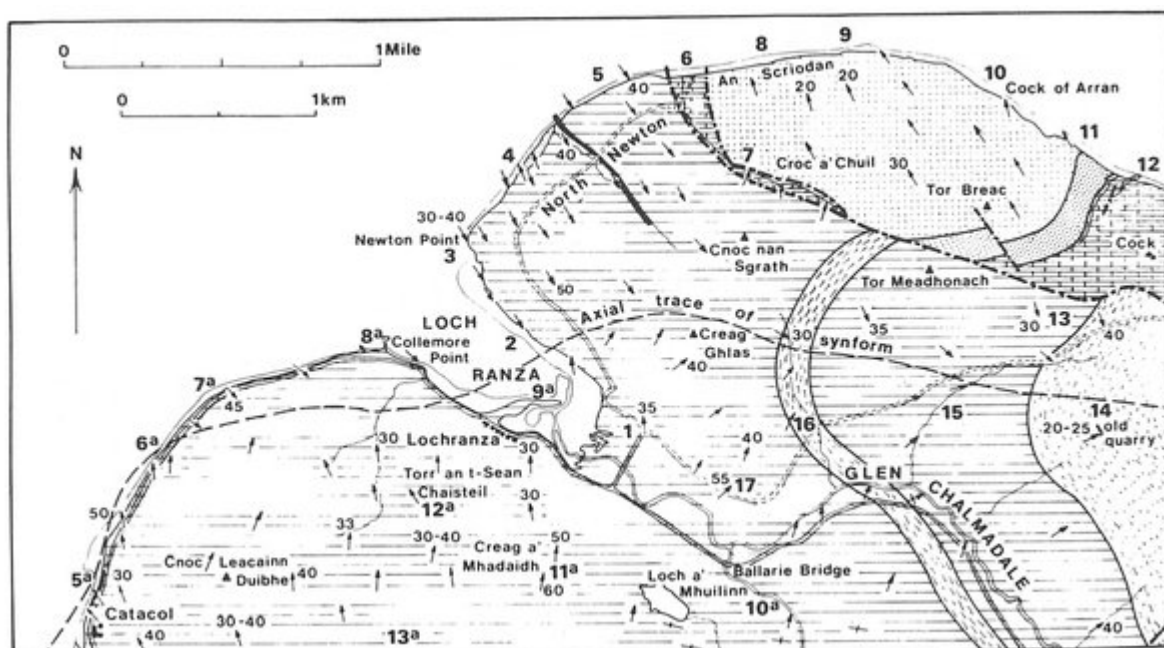 0 1 Mile
0 1km
N
5
6
8
9
An Scriodan
40
20
20
10
Cock of Arran
11
12
4
40
North Newton
7
Croc a' Chuil 30
Tor Breac
Cock
30-40
Newton Point
3
Cnoc nan
Sgrath
Tor Meadhonach
50
Axial trace of synform
Creag
Ghlas
40
30
35
30
13
40
8a
Collemore
Point
LOCH
RANZA
2
9a
7a
45
6a
30
Lochranza
30
1
35
40
16
15
14
20-25 old
quarry
Torr an t-Sean
Chaisteil
12a
30
55
17
GLEN
CHALMADALE
50
33
30-40
Creag a'
Mhadaidh
50
11a
60
Ballarie Bridge
Loch a'
Mhuilinn
10a
5a
30
Cnoc Leacainn
Duibhe
40
Catacol
40
30-40
13a
40